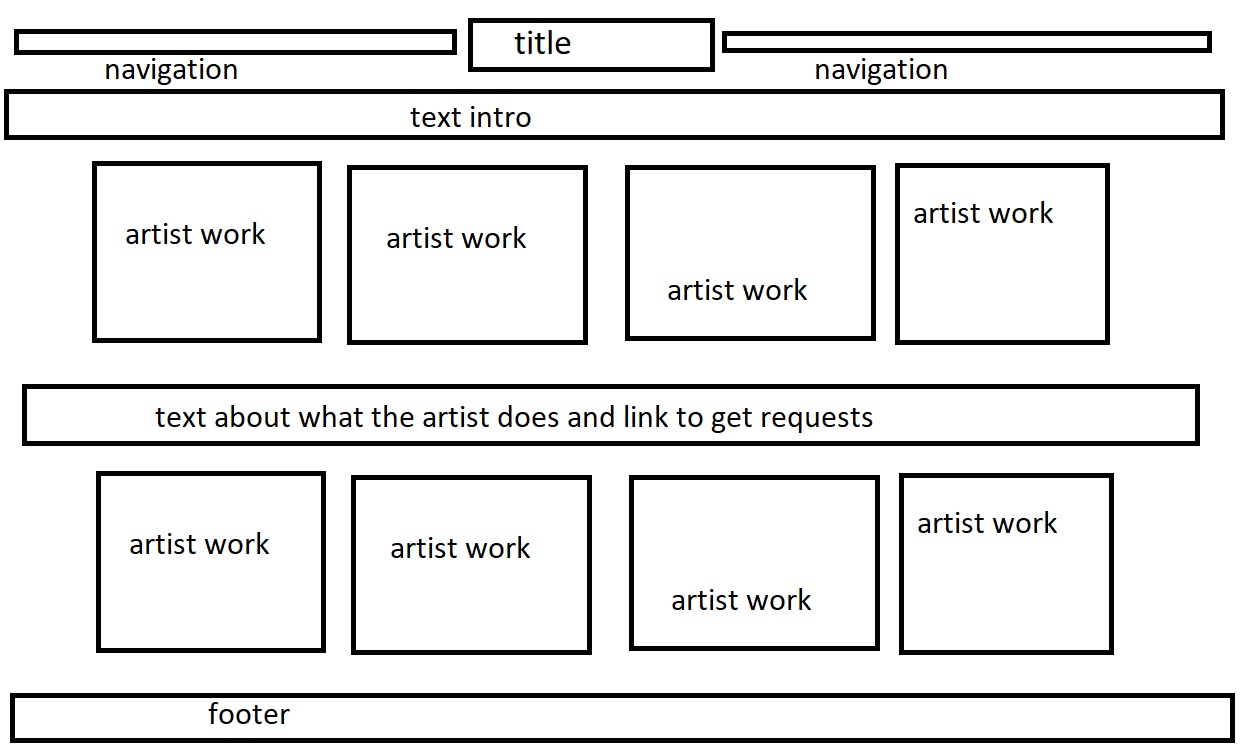 title
navigation
navigation
text intro
artist work
artist work
artist work
artist work
text about what the artist does and link to get requests
artist work
artist work
artist work
artist work
footer